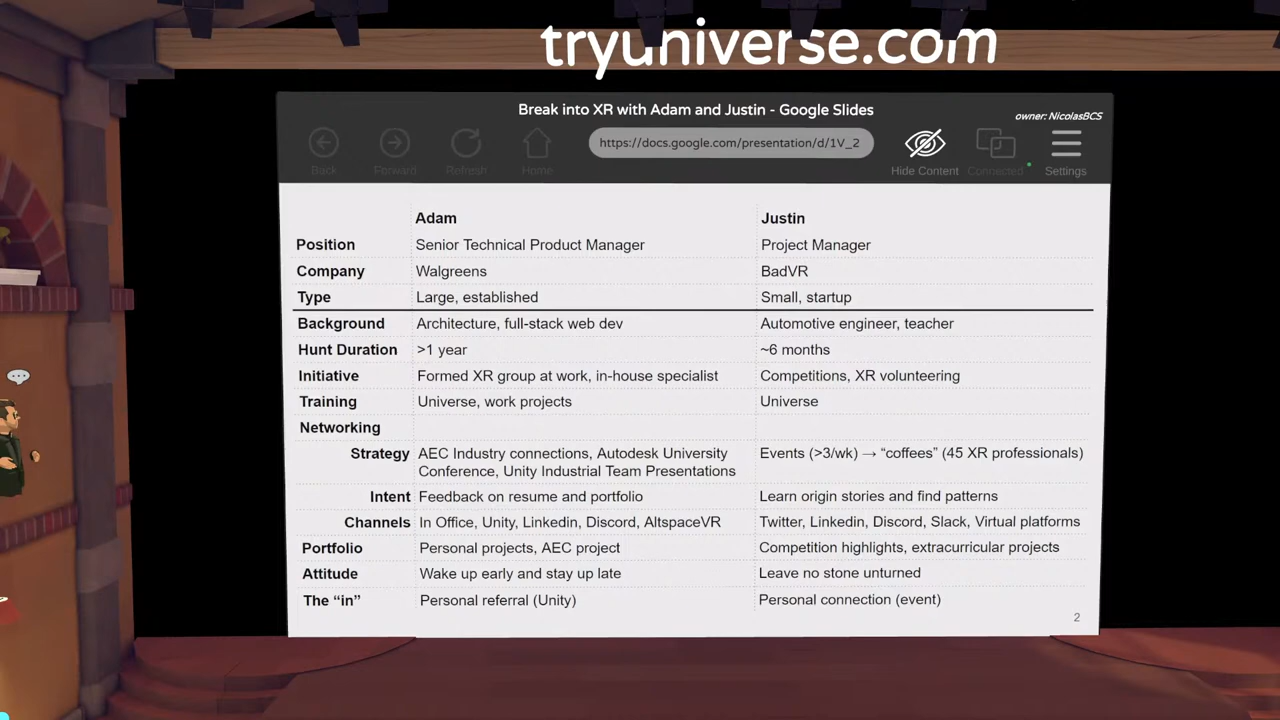 tryuniverse.com
Break into XR with Adam and Justin - Google Slides
owner: NicolasBCS
https://docs.google.com/presentation/d/1V_2
Back
Forward
Refresh
Home
Hide Content
Connected
Settings
Adam Justin
Position Senior Technical Product Manager Project Manager
Company Walgreens BadVR
Type Large, established Small, startup
Background Architecture, full-stack web dev Automotive engineer, teacher
Hunt Duration >1 year ~6 months
Initiative Formed XR group at work, in-house specialist Competitions, XR volunteering
Training Universe, work projects Universe
Networking
Strategy AEC Industry connections, Autodesk University Events (>3/wk) → “coffees” (45 XR professionals)
Conference, Unity Industrial Team Presentations
Intent Feedback on resume and portfolio Learn origin stories and find patterns
Channels In Office, Unity, Linkedin, Discord, AltspaceVR Twitter, Linkedin, Discord, Slack, Virtual platforms
Portfolio Personal projects, AEC project Competition highlights, extracurricular projects
Attitude Wake up early and stay up late Leave no stone unturned
The “in” Personal referral (Unity) Personal connection (event)
2